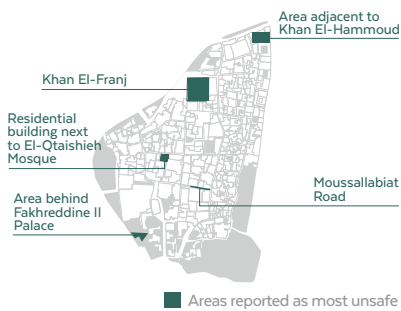 Area adjacent to
Khan El-Hammoud
Khan El-Franj
Residential
building next
to El-Qtaishieh
Mosque
Moussallabiat
Road
Area behind
Fakhreddine II
Palace
Areas reported as most unsafe